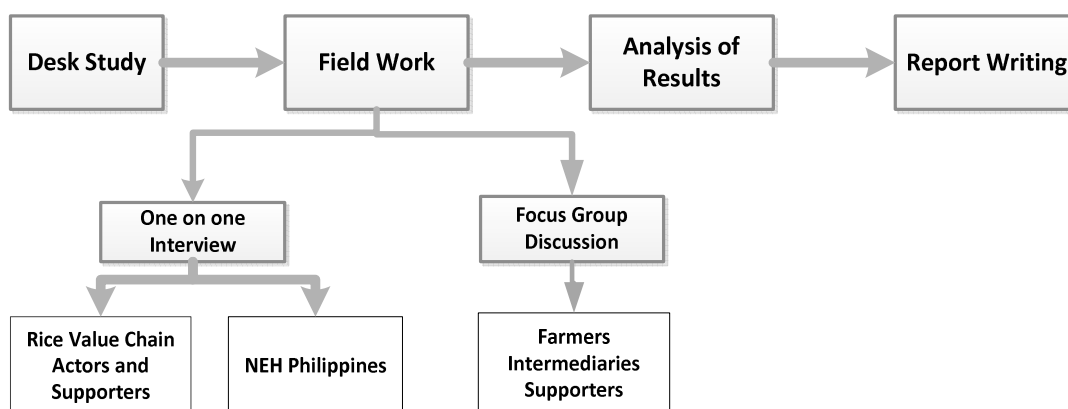 Desk Study
Field Work
Analysis of
Results
Report Writing
One on one
Interview
Focus Group
Discussion
Rice Value Chain
Actors and
Supporters
NEH Philippines
Farmers
Intermediaries
Supporters